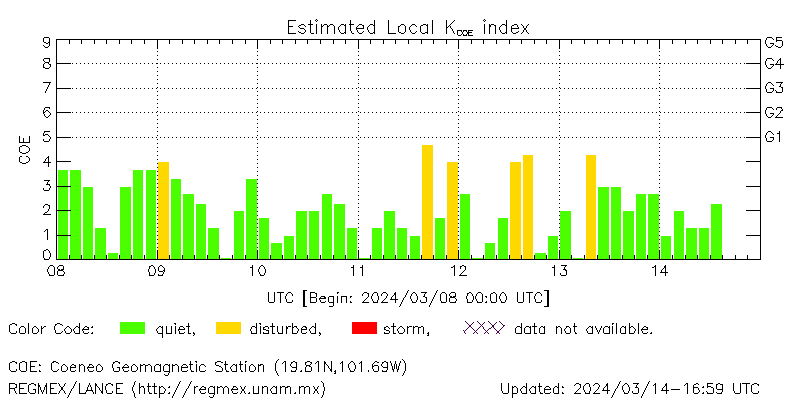 Estimated Local KCOE index
9 G5
8 G4
7 G3
6 G2
5 G1
4
3
2
1
0
COE
08 09 10 11 12 13 14
UTC [Begin: 2024/03/08 00:00 UTC]
Color Code: quiet, disturbed, storm, data not available.
COE: Coeneo Geomagnetic Station (19.81N,101.69W)
REGMEX/LANCE (http://regmex.unam.mx) Updated: 2024/03/14-16:59 UTC